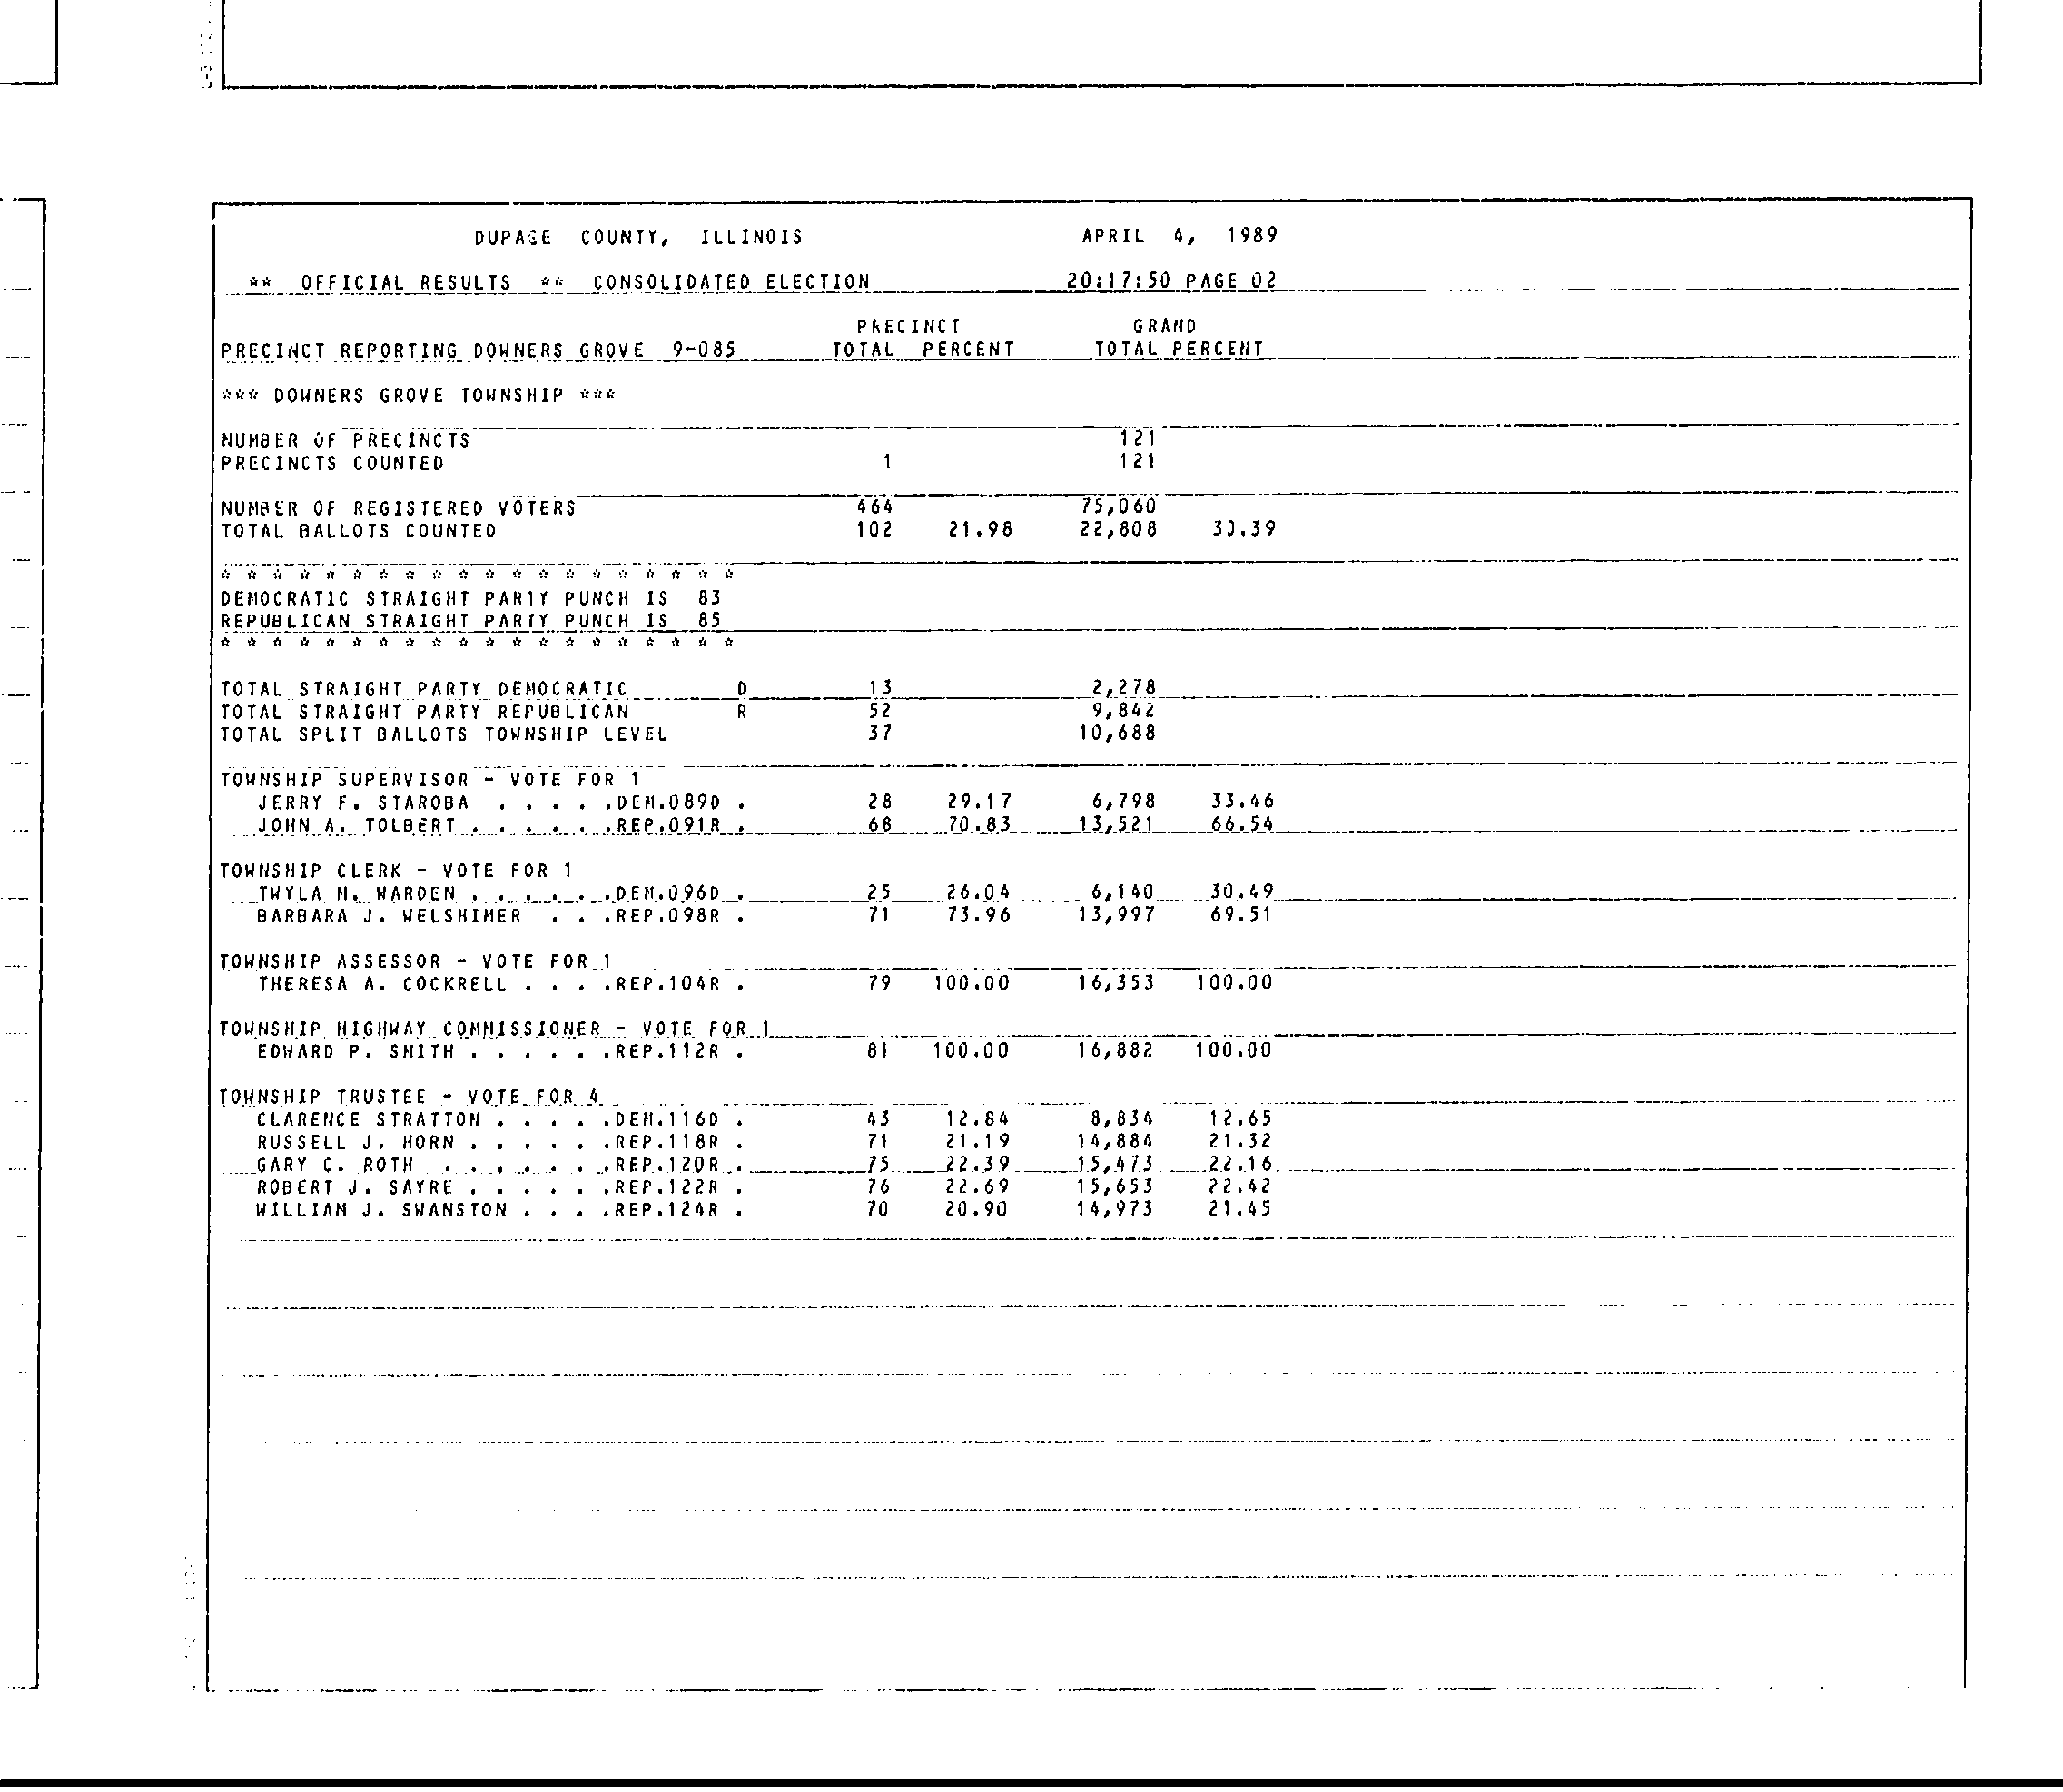 DUPAGE COUNTY, ILLINOIS APRIL 4, 1989
** OFFICIAL RESULTS ** CONSOLIDATED ELECTION 20:17:50 PAGE 02
PRECINCT GRAND
PRECINCT REPORTING DOWNERS GROVE 9-085 TOTAL PERCENT TOTAL PERCENT
*** DOWNERS GROVE TOWNSHIP ***
NUMBER OF PRECINCTS 121
PRECINCTS COUNTED 1 121
NUMBER OF REGISTERED VOTERS 464 75,060
TOTAL BALLOTS COUNTED 102 21.98 22,808 30.39
* * * * * * * * * * * * * * * * * * * *
DEMOCRATIC STRAIGHT PARTY PUNCH IS 83
REPUBLICAN STRAIGHT PARTY PUNCH IS 85
* * * * * * * * * * * * * * * * * * * *
TOTAL STRAIGHT PARTY DEMOCRATIC D 13 2,278
TOTAL STRAIGHT PARTY REPUBLICAN R 52 9,842
TOTAL SPLIT BALLOTS TOWNSHIP LEVEL 37 10,688
TOWNSHIP SUPERVISOR - VOTE FOR 1
JERRY F. STAROBA . . . . .DEM.089D . 28 29.17 6,798 33.46
JOHN A. TOLBERT . . . . . .REP.091R . 68 70.83 13,521 66.54
TOWNSHIP CLERK - VOTE FOR 1
TWYLA M. WARDEN . . . . . .DEM.096D . 25 26.04 6,140 30.49
BARBARA J. WELSHIMER . . .REP.098R . 71 73.96 13,997 69.51
TOWNSHIP ASSESSOR - VOTE FOR 1
THERESA A. COCKRELL . . . .REP.104R . 79 100.00 16,353 100.00
TOWNSHIP HIGHWAY COMMISSIONER - VOTE FOR 1
EDWARD P. SMITH . . . . . .REP.112R . 81 100.00 16,882 100.00
TOWNSHIP TRUSTEE - VOTE FOR 4
CLARENCE STRATTON . . . . .DEM.116D . 43 12.84 8,834 12.65
RUSSELL J. HORN . . . . . .REP.118R . 71 21.19 14,884 21.32
GARY C. ROTH . . . . . . .REP.120R . 75 22.39 15,473 22.16
ROBERT J. SAYRE . . . . . .REP.122R . 76 22.69 15,653 22.42
WILLIAM J. SWANSTON . . . .REP.124R . 70 20.90 14,973 21.45